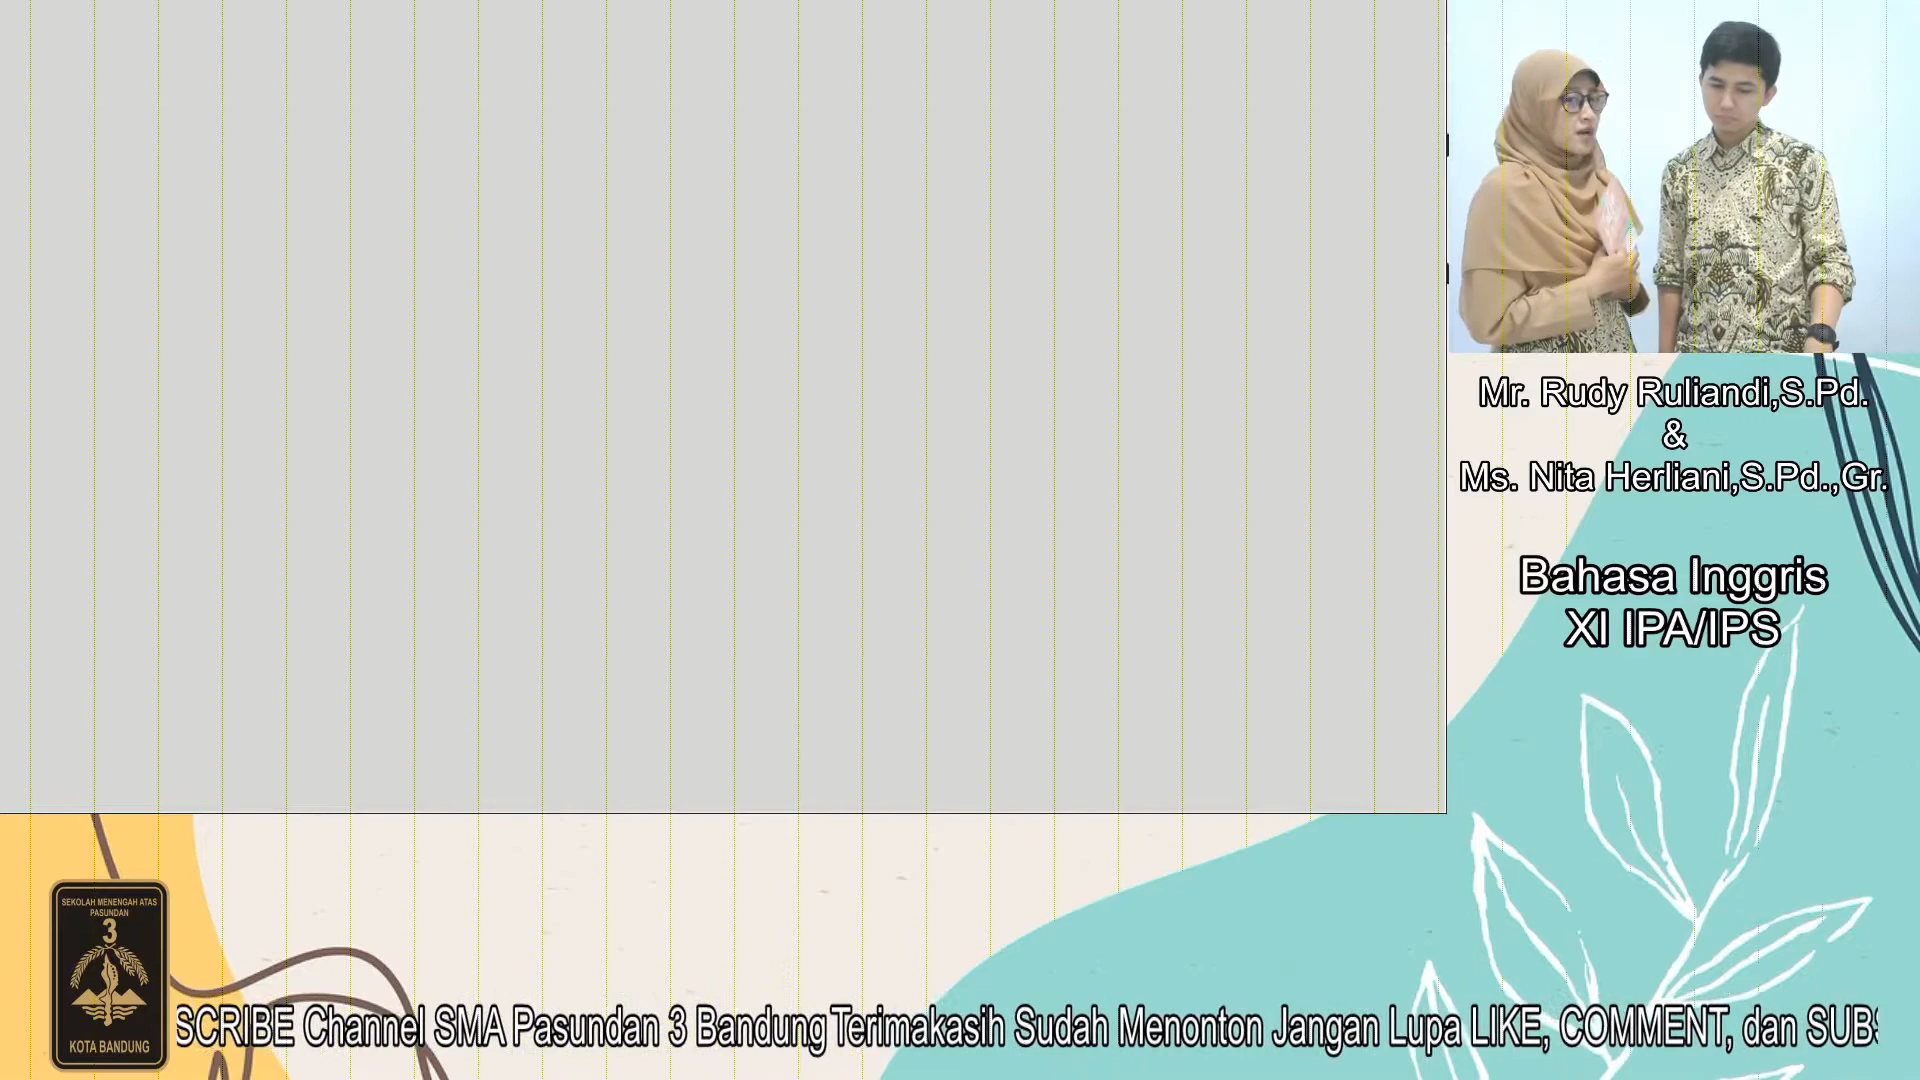 Mr. Rudy Ruliandi,S.Pd.
&
Ms. Nita Herliani,S.Pd.,Gr.
Bahasa Inggris
XI IPA/IPS
SEKOLAH MENENGAH ATAS
PASUNDAN
3
KOTA BANDUNG
SCRIBE Channel SMA Pasundan 3 Bandung Terimakasih Sudah Menonton Jangan Lupa LIKE, COMMENT, dan SUBS